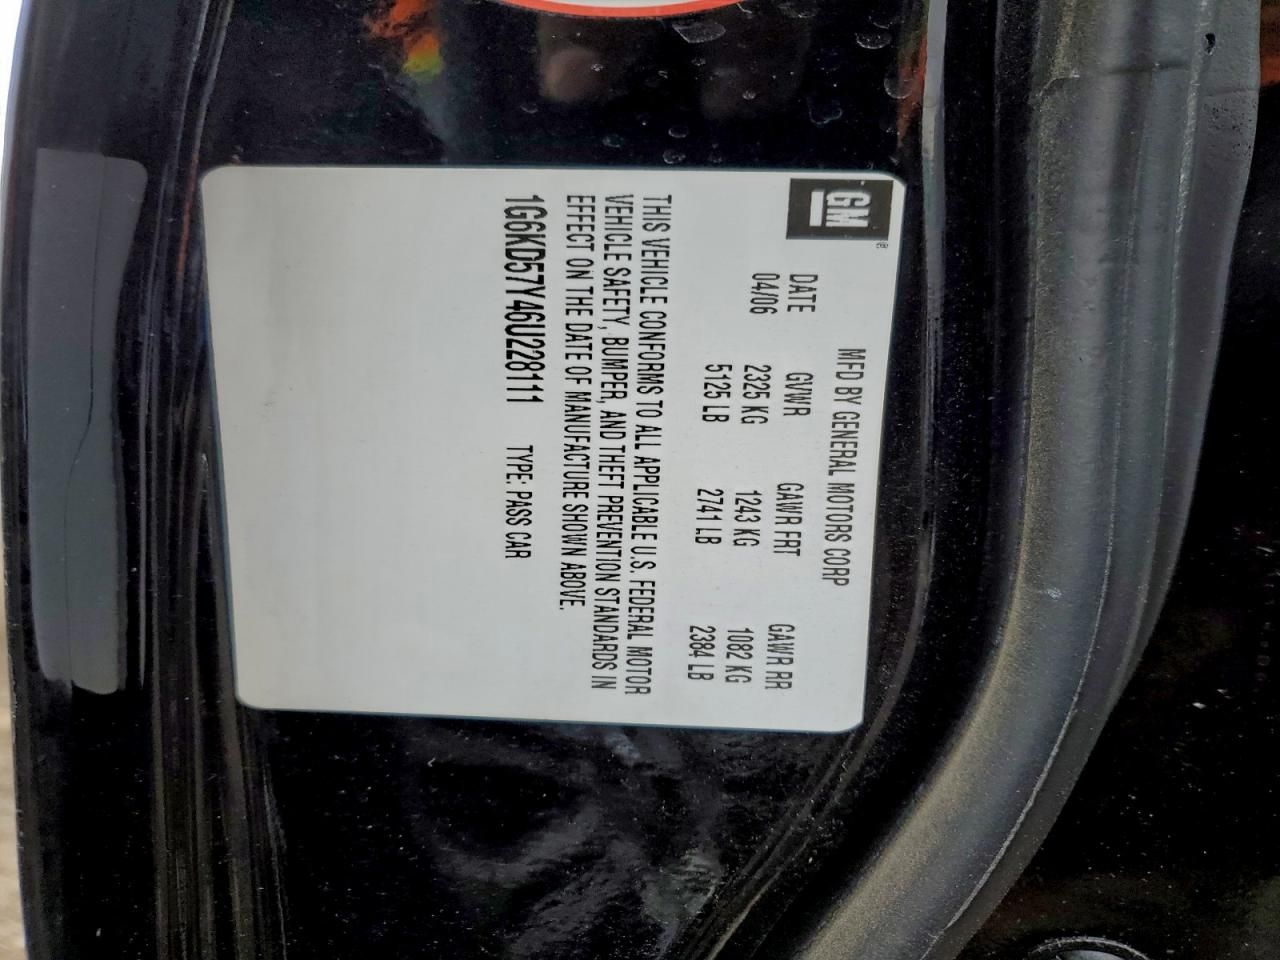 GM ®
MFD BY GENERAL MOTORS CORP
DATE GVWR GAWR FRT GAWR RR
04/06 2325 KG 1243 KG 1082 KG
5125 LB 2741 LB 2384 LB
THIS VEHICLE CONFORMS TO ALL APPLICABLE U.S. FEDERAL MOTOR
VEHICLE SAFETY, BUMPER, AND THEFT PREVENTION STANDARDS IN
EFFECT ON THE DATE OF MANUFACTURE SHOWN ABOVE.
1G6KD57Y46U228111 TYPE: PASS CAR